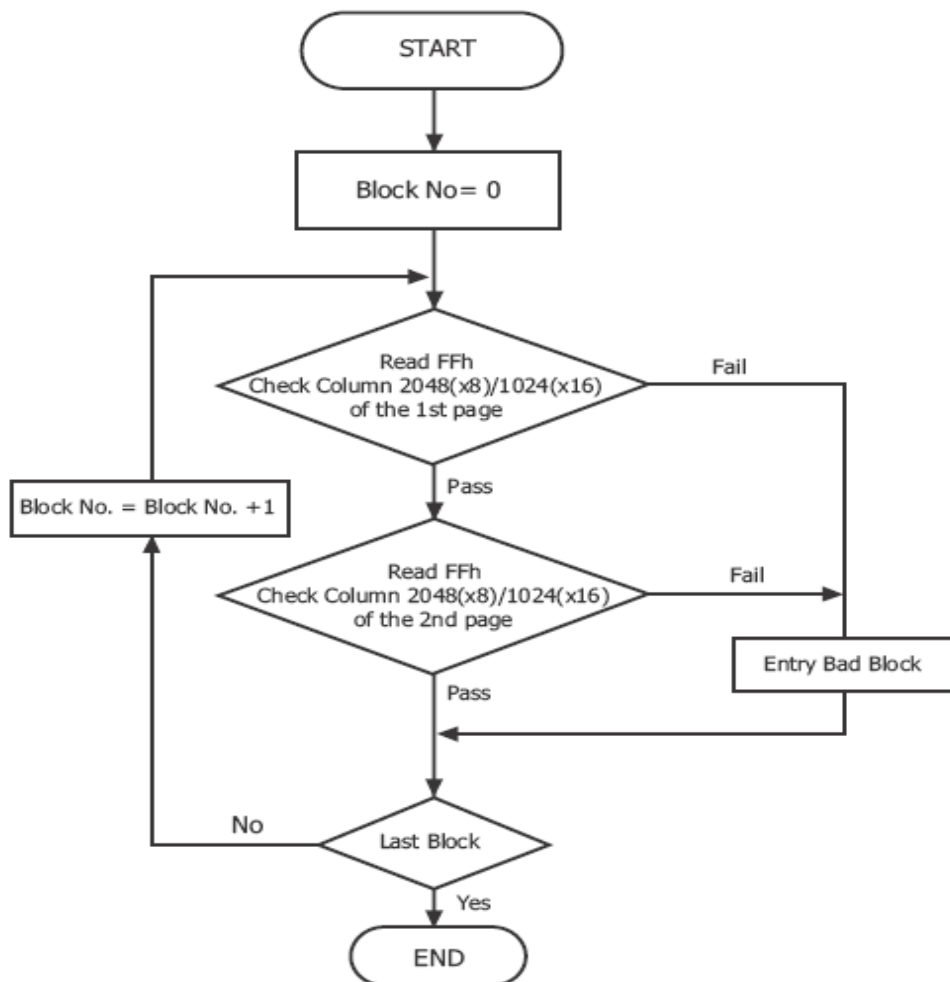 START
Block No= 0
Read FFh
Check Column 2048(x8)/1024(x16)
of the 1st page
Fail
Pass
Block No. = Block No. +1
Read FFh
Check Column 2048(x8)/1024(x16)
of the 2nd page
Fail
Entry Bad Block
Pass
No
Last Block
Yes
END